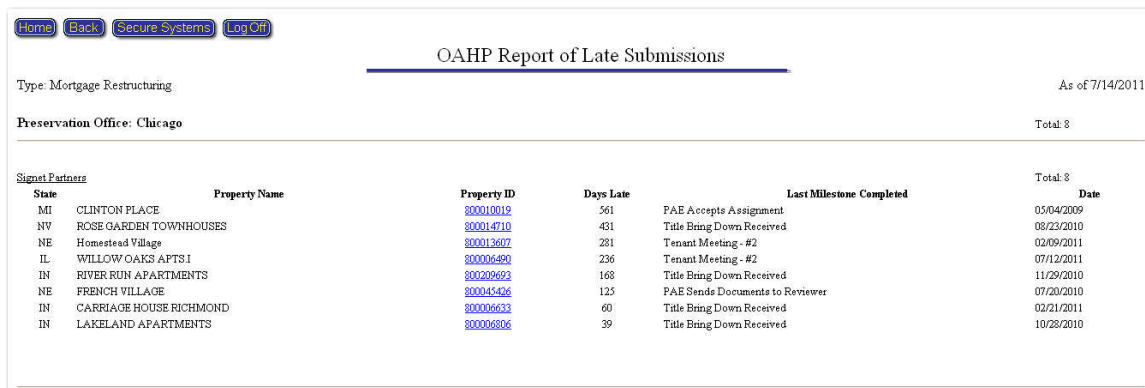 Home Back Secure Systems Log Off
OAHP Report of Late Submissions
Type: Mortgage Restructuring As of 7/14/2011
Preservation Office: Chicago Total: 8
Signet Partners Total: 8
State Property Name Property ID Days Late Last Milestone Completed Date
MI CLINTON PLACE 800010019 561 PAE Accepts Assignment 05/04/2009
NV ROSE GARDEN TOWNHOUSES 800014710 431 Title Bring Down Received 08/23/2010
NE Homestead Village 800013607 281 Tenant Meeting - #2 02/09/2011
IL WILLOW OAKS APTS.I 800006490 236 Tenant Meeting - #2 07/12/2011
IN RIVER RUN APARTMENTS 800209693 168 Title Bring Down Received 11/29/2010
NE FRENCH VILLAGE 800045426 125 PAE Sends Documents to Reviewer 07/20/2010
IN CARRIAGE HOUSE RICHMOND 800006633 60 Title Bring Down Received 02/21/2011
IN LAKELAND APARTMENTS 800006806 39 Title Bring Down Received 10/28/2010